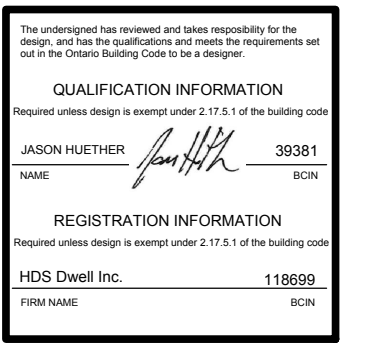 The undersigned has reviewed and takes resposibility for the
design, and has the qualifications and meets the requirements set
out in the Ontario Building Code to be a designer.
QUALIFICATION INFORMATION
Required unless design is exempt under 2.17.5.1 of the building code
JASON HUETHER 39381
NAME BCIN
REGISTRATION INFORMATION
Required unless design is exempt under 2.17.5.1 of the building code
HDS Dwell Inc. 118699
FIRM NAME BCIN